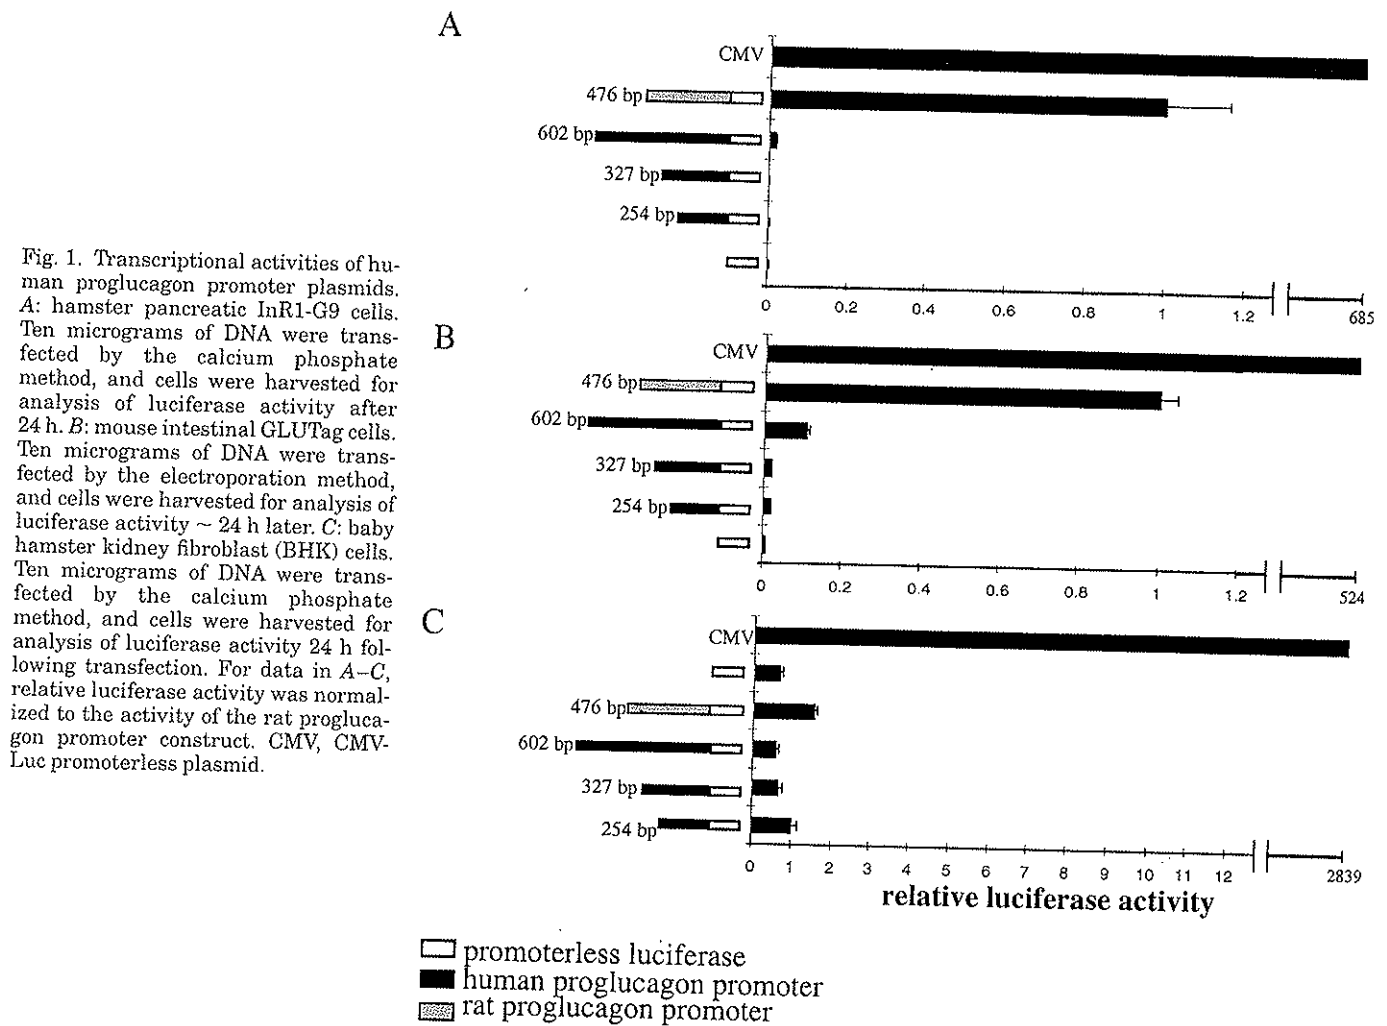 Fig. 1. Transcriptional activities of hu-
man proglucagon promoter plasmids.
A: hamster pancreatic InR1-G9 cells.
Ten micrograms of DNA were trans-
fected by the calcium phosphate
method, and cells were harvested for
analysis of luciferase activity after
24 h. B: mouse intestinal GLUTag cells.
Ten micrograms of DNA were trans-
fected by the electroporation method,
and cells were harvested for analysis of
luciferase activity ~ 24 h later. C: baby
hamster kidney fibroblast (BHK) cells.
Ten micrograms of DNA were trans-
fected by the calcium phosphate
method, and cells were harvested for
analysis of luciferase activity 24 h fol-
lowing transfection. For data in A–C,
relative luciferase activity was normal-
ized to the activity of the rat progluca-
gon promoter construct. CMV, CMV-
Luc promoterless plasmid.
A
CMV
476 bp
602 bp
327 bp
254 bp
0 0.2 0.4 0.6 0.8 1 1.2 685
B
CMV
476 bp
602 bp
327 bp
254 bp
0 0.2 0.4 0.6 0.8 1 1.2 524
C
CMV
476 bp
602 bp
327 bp
254 bp
0 1 2 3 4 5 6 7 8 9 10 11 12 2839
relative luciferase activity
promoterless luciferase
human proglucagon promoter
rat proglucagon promoter